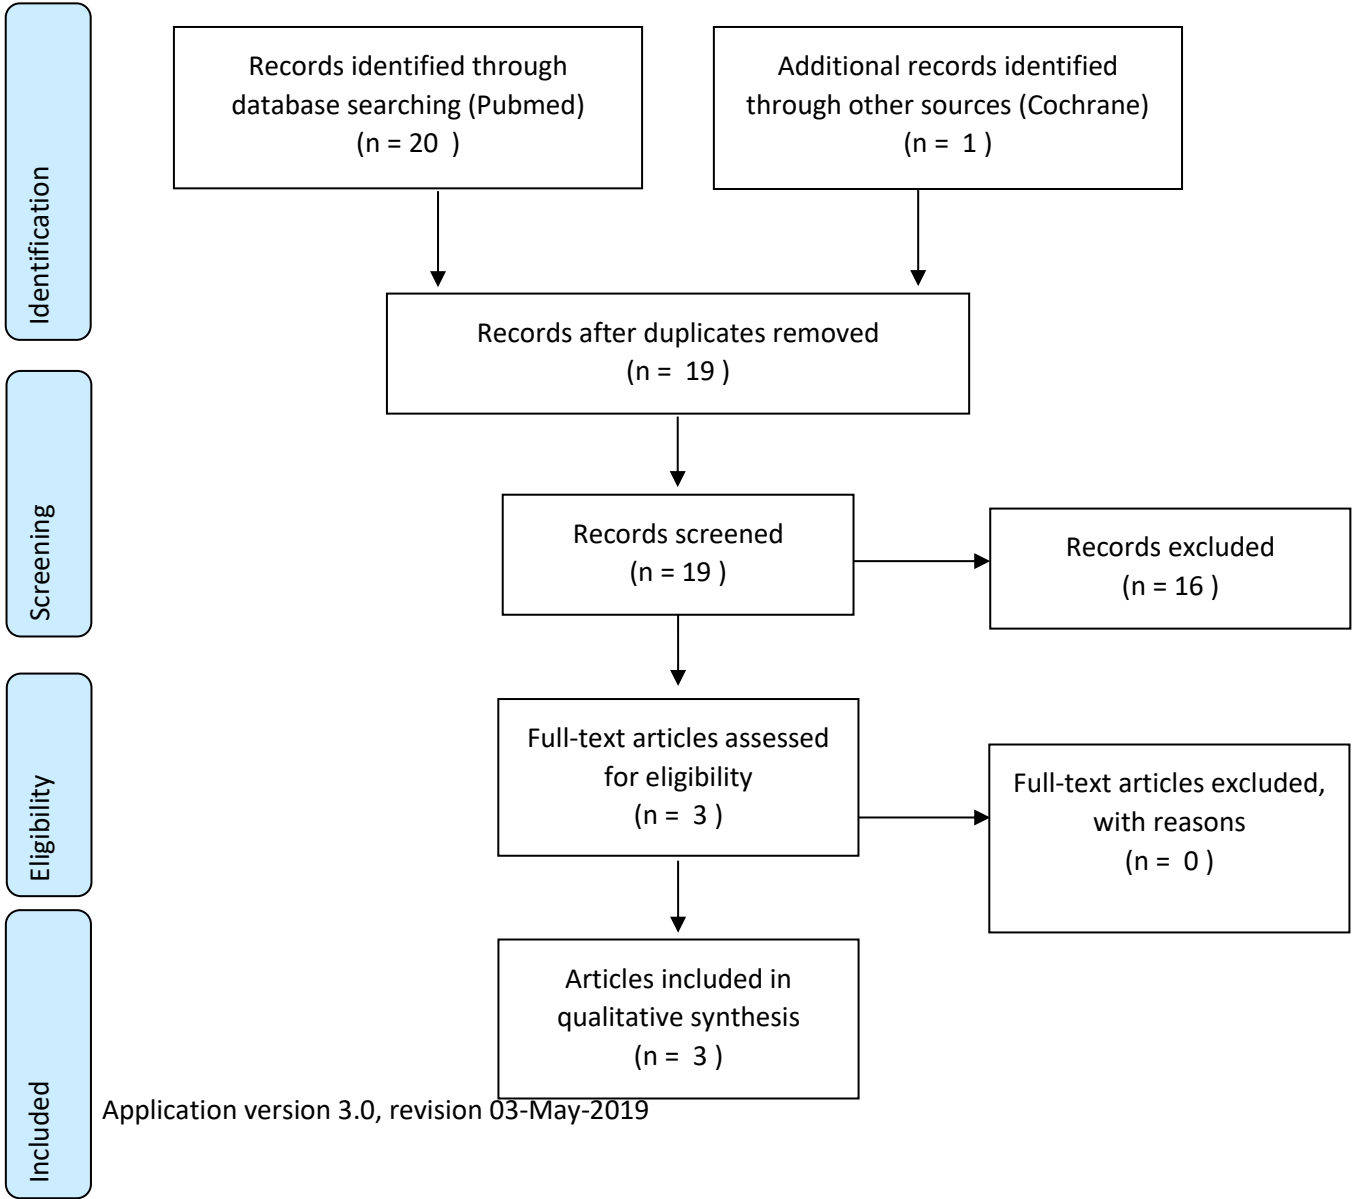 Identification
Records identified through
database searching (Pubmed)
(n = 20  )
Additional records identified
through other sources (Cochrane)
(n =  1 )
Records after duplicates removed
(n =  19 )
Screening
Records screened
(n = 19 )
Records excluded
(n = 16 )
Eligibility
Full-text articles assessed
for eligibility
(n =  3 )
Full-text articles excluded,
with reasons
(n =  0 )
Included
Articles included in
qualitative synthesis
(n =  3 )
Application version 3.0, revision 03-May-2019